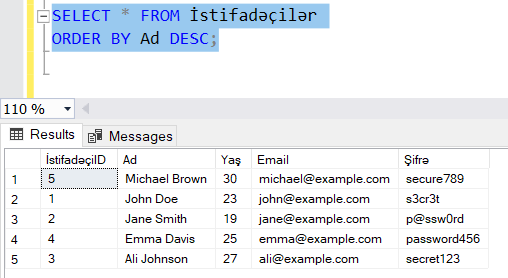 SELECT * FROM İstifadəçilər
ORDER BY Ad DESC;
110 %
Results Messages
İstifadəçiID Ad Yaş Email Şifrə
1 5 Michael Brown 30 michael@example.com secure789
2 1 John Doe 23 john@example.com s3cr3t
3 2 Jane Smith 19 jane@example.com p@ssw0rd
4 4 Emma Davis 25 emma@example.com password456
5 3 Ali Johnson 27 ali@example.com secret123